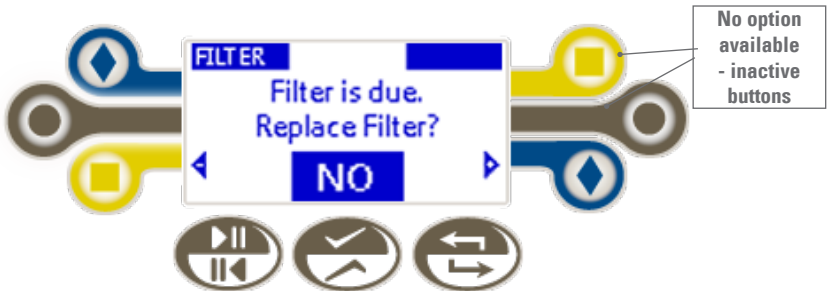 FILTER
Filter is due.
Replace Filter?
NO
No option
available
- inactive
buttons